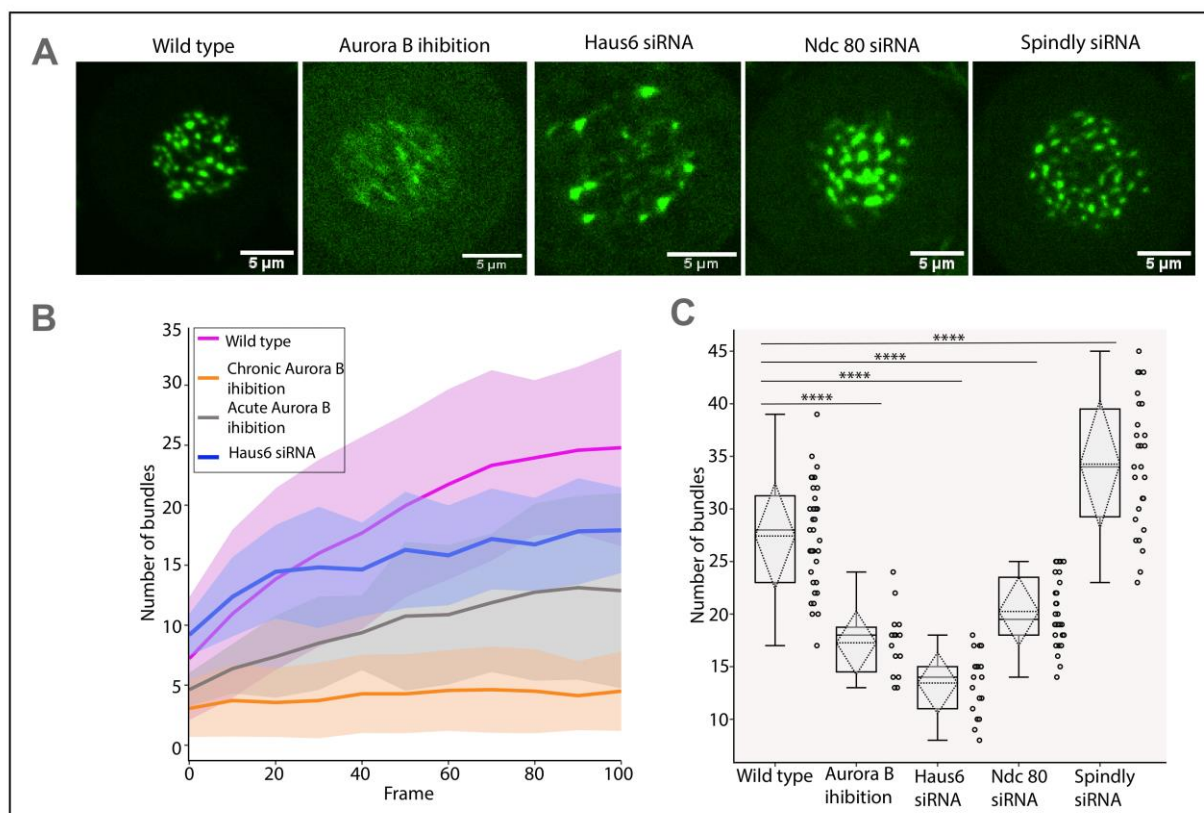 A
Wild type
Aurora B ihibition
Haus6 siRNA
Ndc 80 siRNA
Spindly siRNA
5 µm
5 µm
5 µm
5 µm
5 µm
B
Number of bundles
35
30
25
20
15
10
5
0
Wild type
Chronic Aurora B
ihibition
Acute Aurora B
ihibition
Haus6 siRNA
0
20
40
60
80
100
Frame
C
Number of bundles
45
40
35
30
25
20
15
10
****
****
****
****
Wild type
Aurora B
ihibition
Haus6
siRNA
Ndc 80
siRNA
Spindly
siRNA